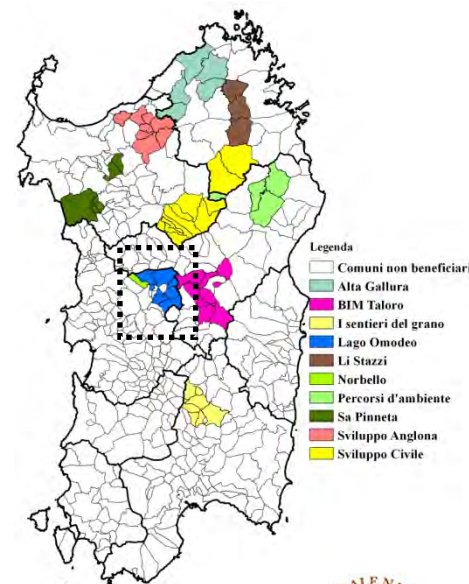 Legenda
Comuni non beneficiari
Alta Gallura
BIM Taloro
I sentieri del grano
Lago Omodeo
Li Stazzi
Norbello
Percorsi d'ambiente
Sa Pinneta
Sviluppo Anglona
Sviluppo Civile